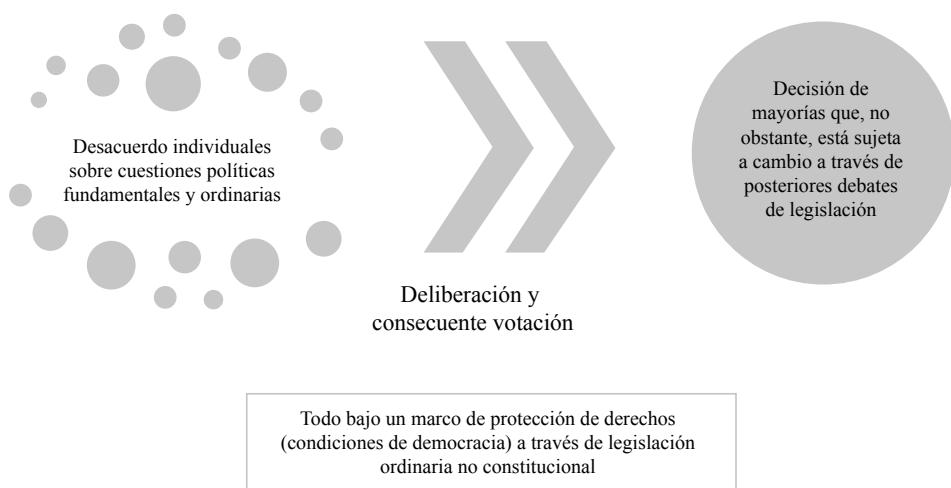 Desacuerdo individuales
sobre cuestiones políticas
fundamentales y ordinarias
Deliberación y
consecuente votación
Decisión de
mayorías que, no
obstante, está sujeta
a cambio a través de
posteriores debates
de legislación
Todo bajo un marco de protección de derechos
(condiciones de democracia) a través de legislación
ordinaria no constitucional